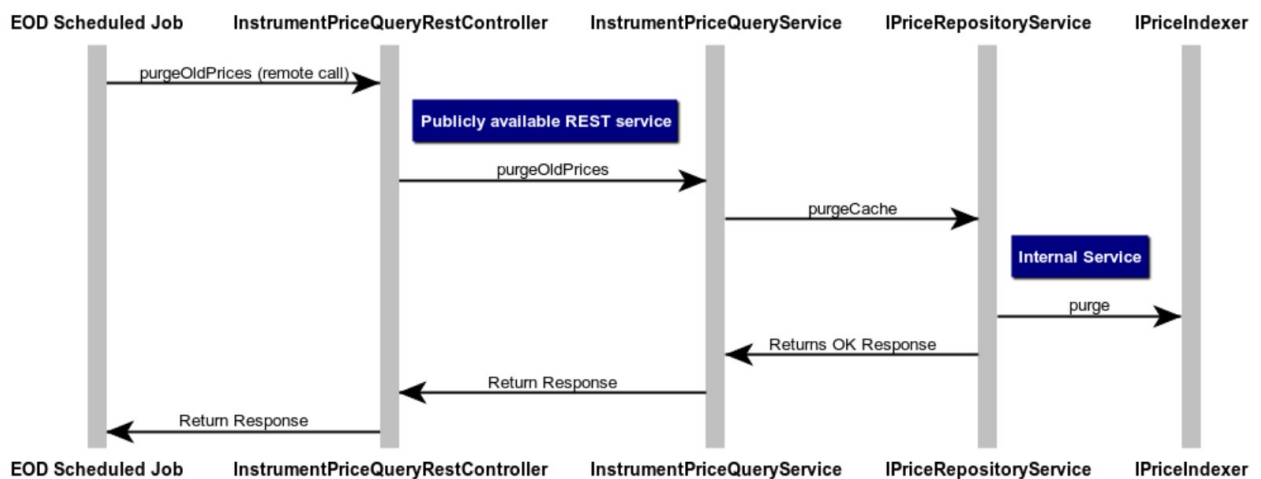 EOD Scheduled Job InstrumentPriceQueryRestController InstrumentPriceQueryService IPriceRepositoryService IPriceIndexer
purgeOldPrices (remote call)
Publicly available REST service
purgeOldPrices
purgeCache
Internal Service
purge
Returns OK Response
Return Response
Return Response
EOD Scheduled Job InstrumentPriceQueryRestController InstrumentPriceQueryService IPriceRepositoryService IPriceIndexer